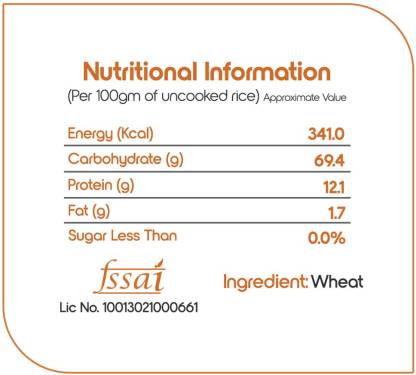 Nutritional Information
(Per 100gm of uncooked rice) Approximate Value
Energy (Kcal) 341.0
Carbohydrate (g) 69.4
Protein (g) 12.1
Fat (g) 1.7
Sugar Less Than 0.0%
fssai
Ingredient: Wheat
Lic No. 10013021000661